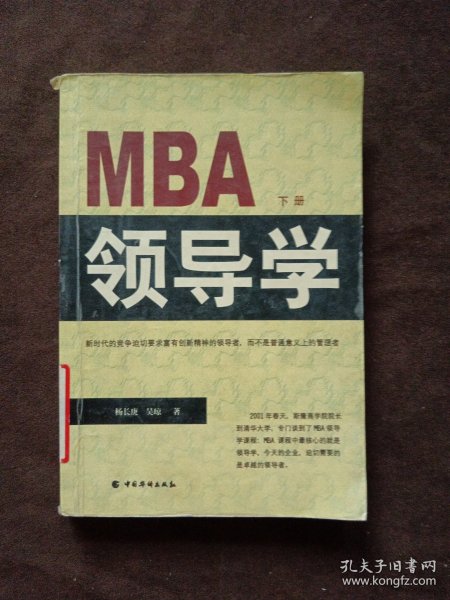 MBA
下册
领导学
新时代的竞争迫切要求富有创新精神的领导者，而不是普通意义上的管理者
杨长庚 吴琼 著
2001年春天，斯隆商学院院长
到清华大学，专门谈到了MBA领导
学课程：MBA 课程中最核心的就是
领导学，今天的企业，迫切需要的
是卓越的领导者。
中国华侨出版社
孔夫子旧书网
www.kongfz.com